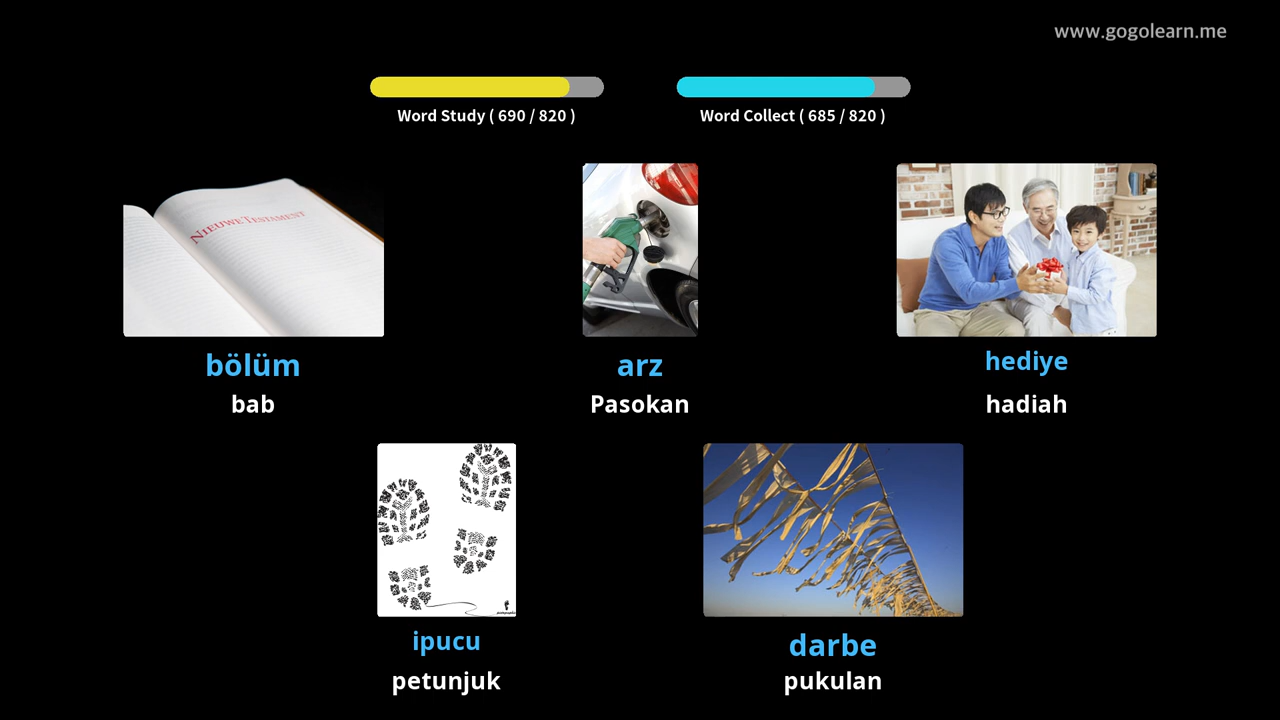 www.gogolearn.me
Word Study ( 690 / 820 )
Word Collect ( 685 / 820 )
NIEUWE TESTAMENT
bölüm
arz
hediye
bab
Pasokan
hadiah
ipucu
darbe
petunjuk
pukulan